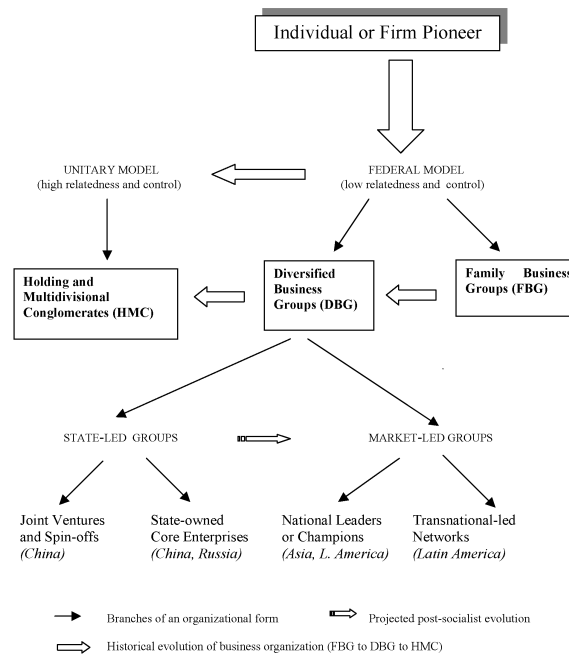 Individual or Firm Pioneer
UNITARY MODEL
(high relatedness and control)
FEDERAL MODEL
(low relatedness and control)
Holding and
Multidivisional
Conglomerates (HMC)
Diversified
Business
Groups (DBG)
Family Business
Groups (FBG)
STATE-LED GROUPS
MARKET-LED GROUPS
Joint Ventures
and Spin-offs
(China)
State-owned
Core Enterprises
(China, Russia)
National Leaders
or Champions
(Asia, L. America)
Transnational-led
Networks
(Latin America)
Branches of an organizational form
Projected post-socialist evolution
Historical evolution of business organization (FBG to DBG to HMC)